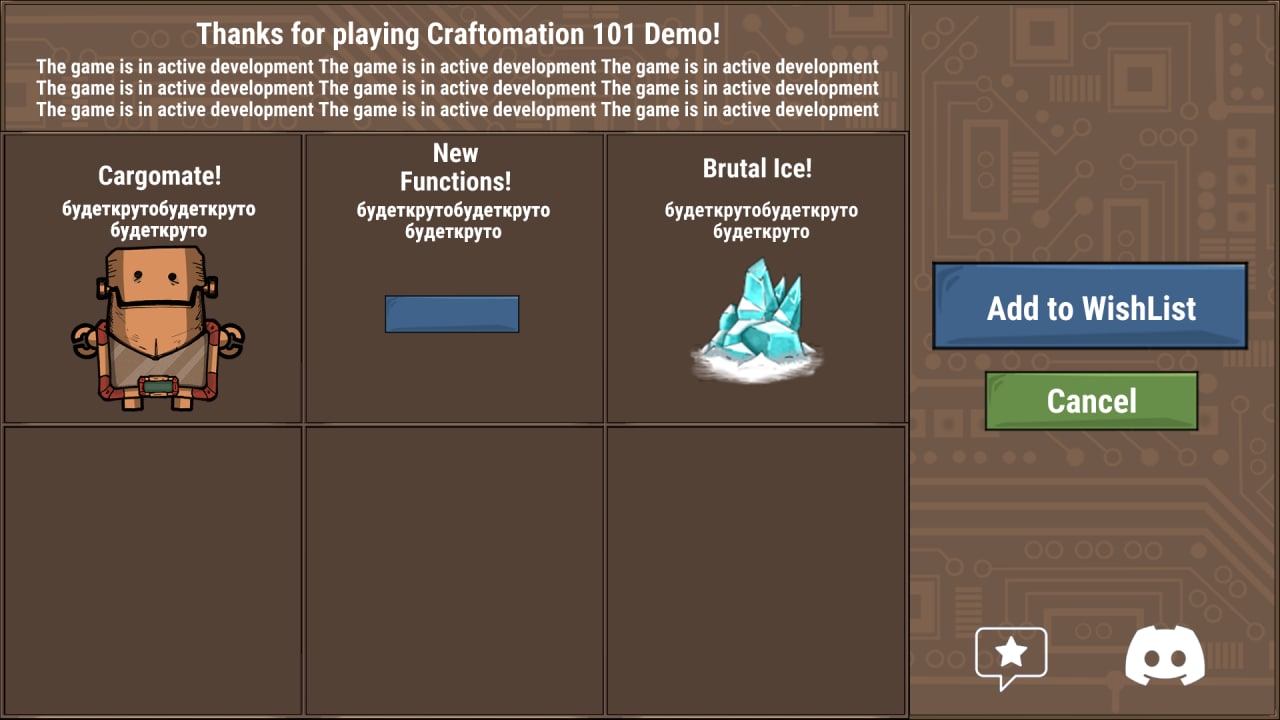 Thanks for playing Craftomation 101 Demo!
The game is in active development The game is in active development The game is in active development
The game is in active development The game is in active development The game is in active development
The game is in active development The game is in active development The game is in active development
Cargomate!
будеткрутобудеткруто
будеткруто
New
Functions!
будеткрутобудеткруто
будеткруто
Brutal Ice!
будеткрутобудеткруто
будеткруто
Add to WishList
Cancel